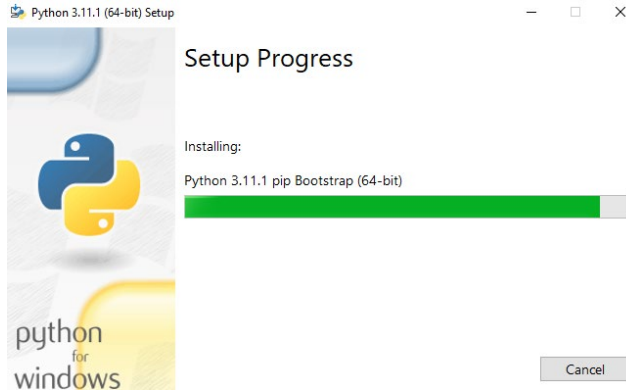 Python 3.11.1 (64-bit) Setup
Setup Progress
Installing:
Python 3.11.1 pip Bootstrap (64-bit)
python
for
windows
Cancel